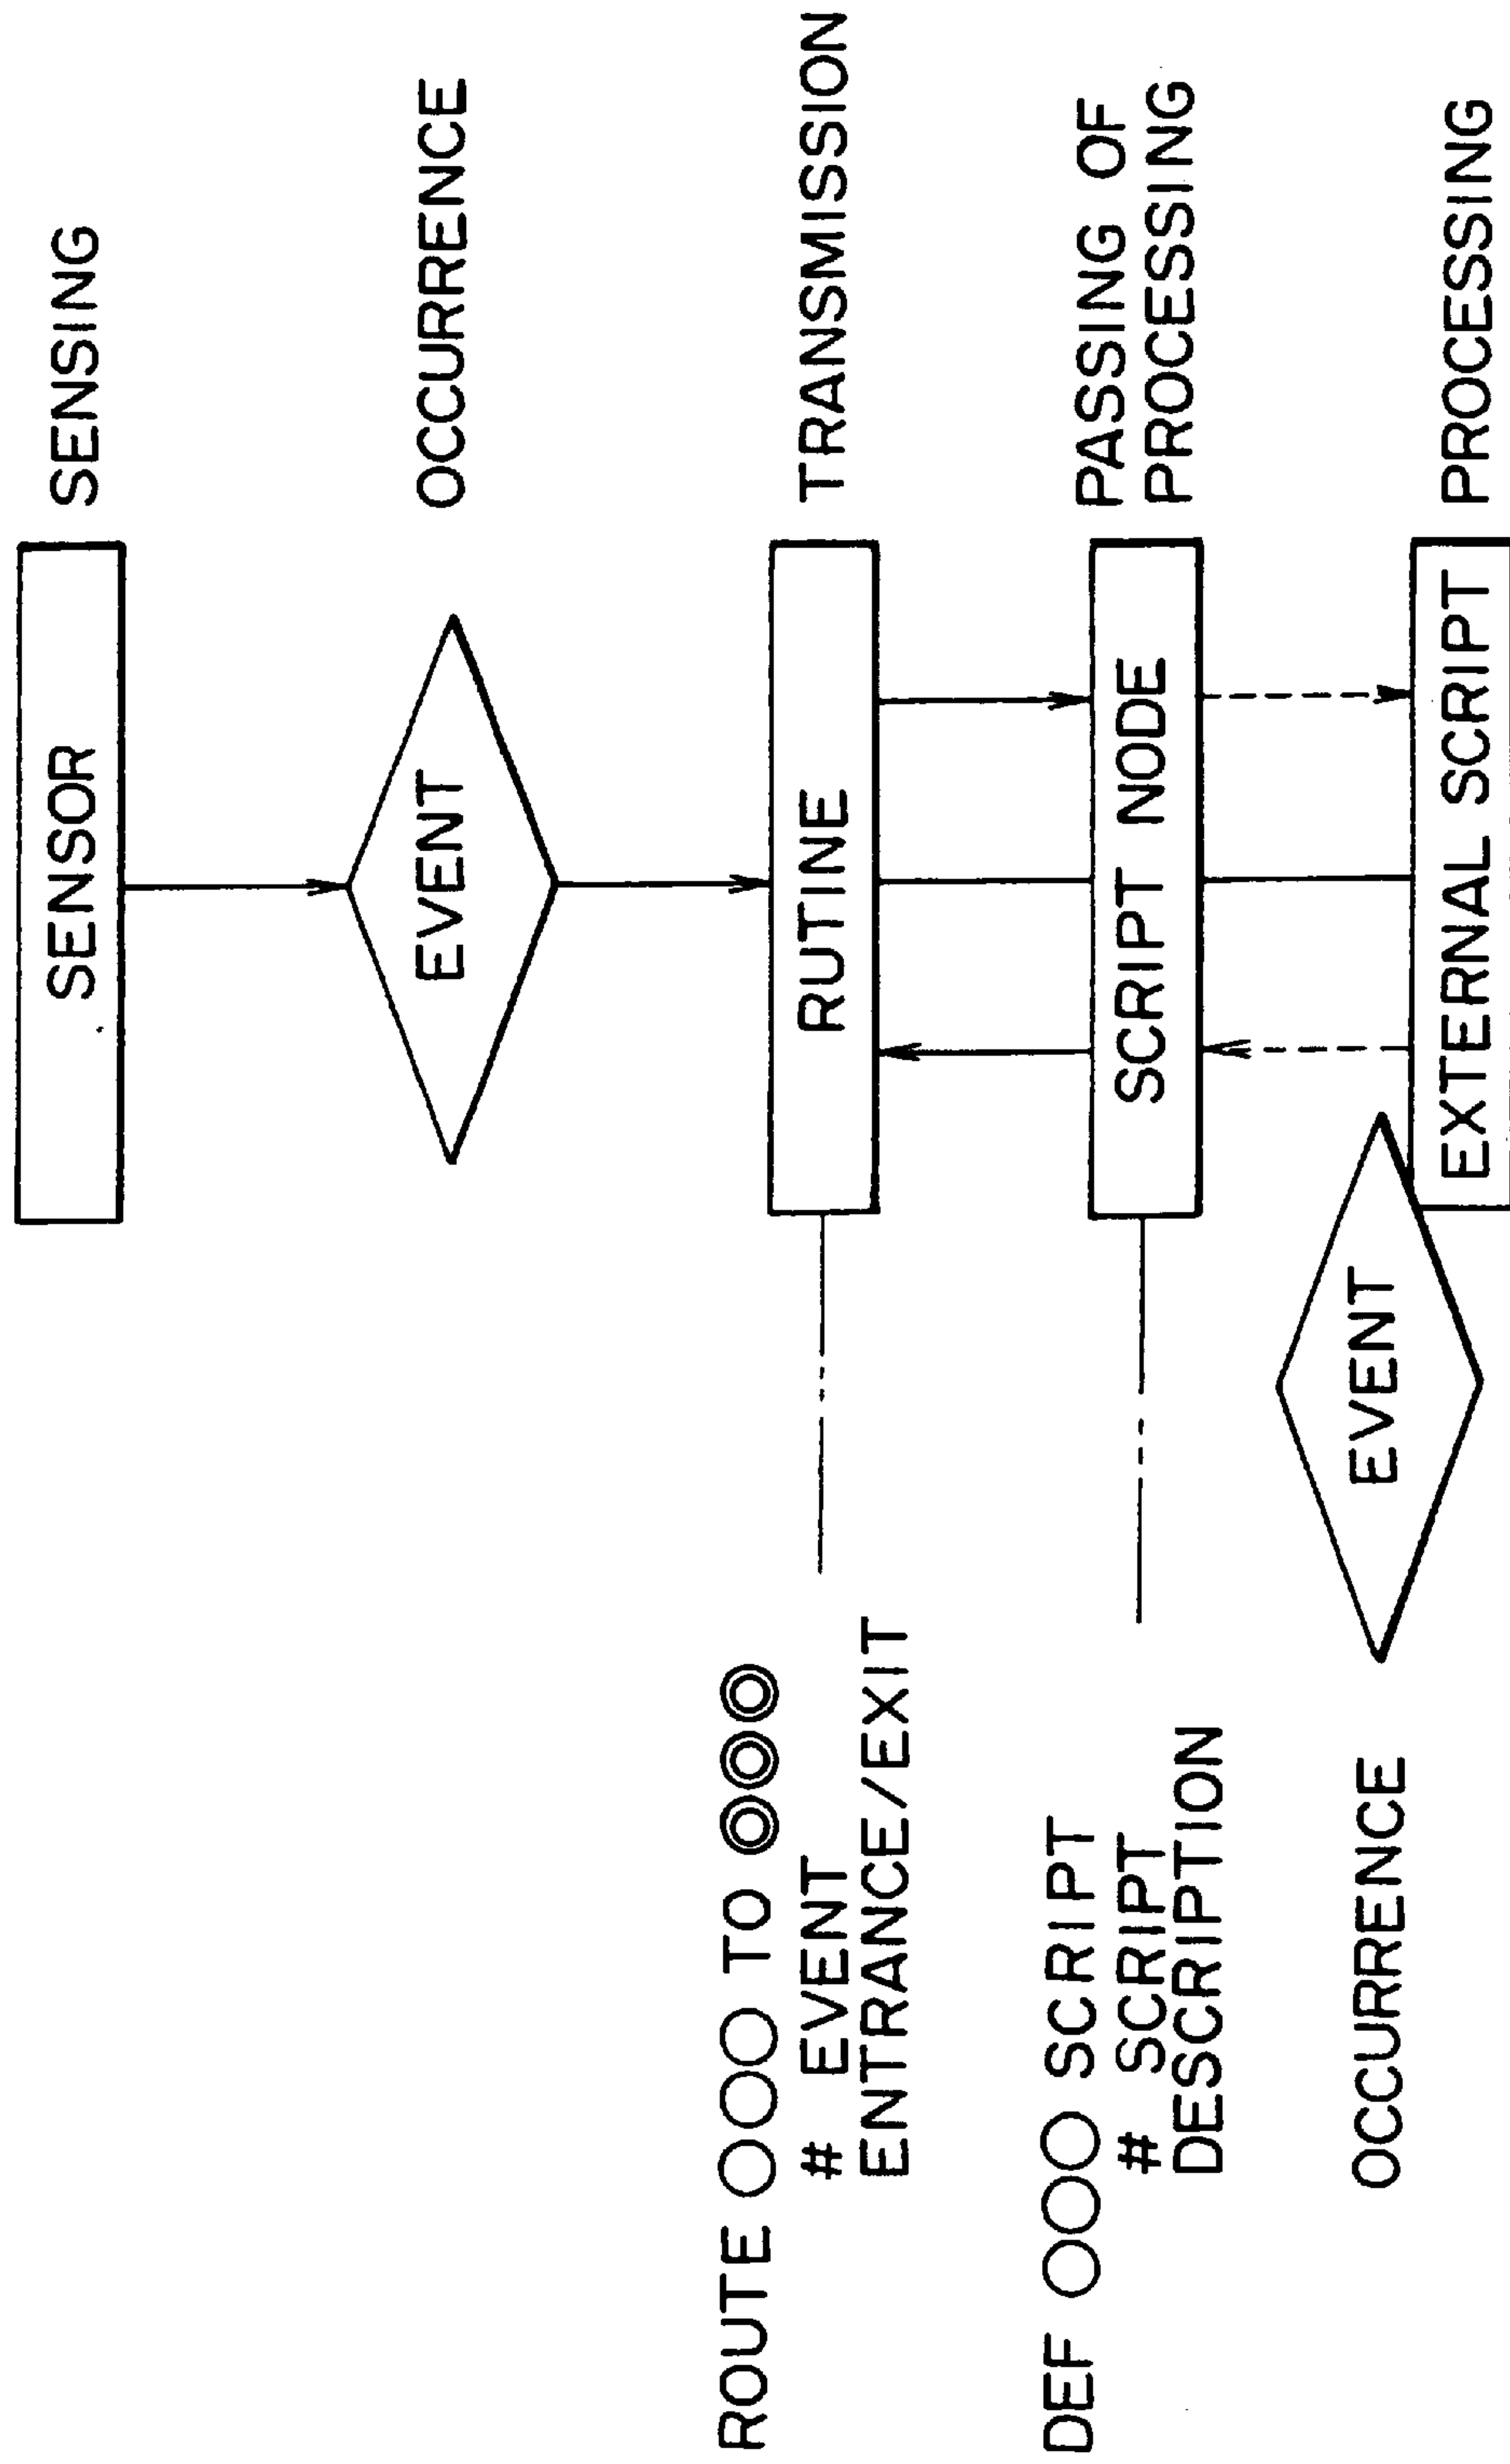 SENSOR
SENSING
EVENT
OCCURRENCE
ROUTE ○○○ TO ◎◎◎
# EVENT
ENTRANCE/EXIT
RUTINE
TRANSMISSION
DEF ○○○ SCRIPT
# SCRIPT
DESCRIPTION
SCRIPT NODE
PASSING OF
PROCESSING
OCCURRENCE
EVENT
EXTERNAL SCRIPT
PROCESSING